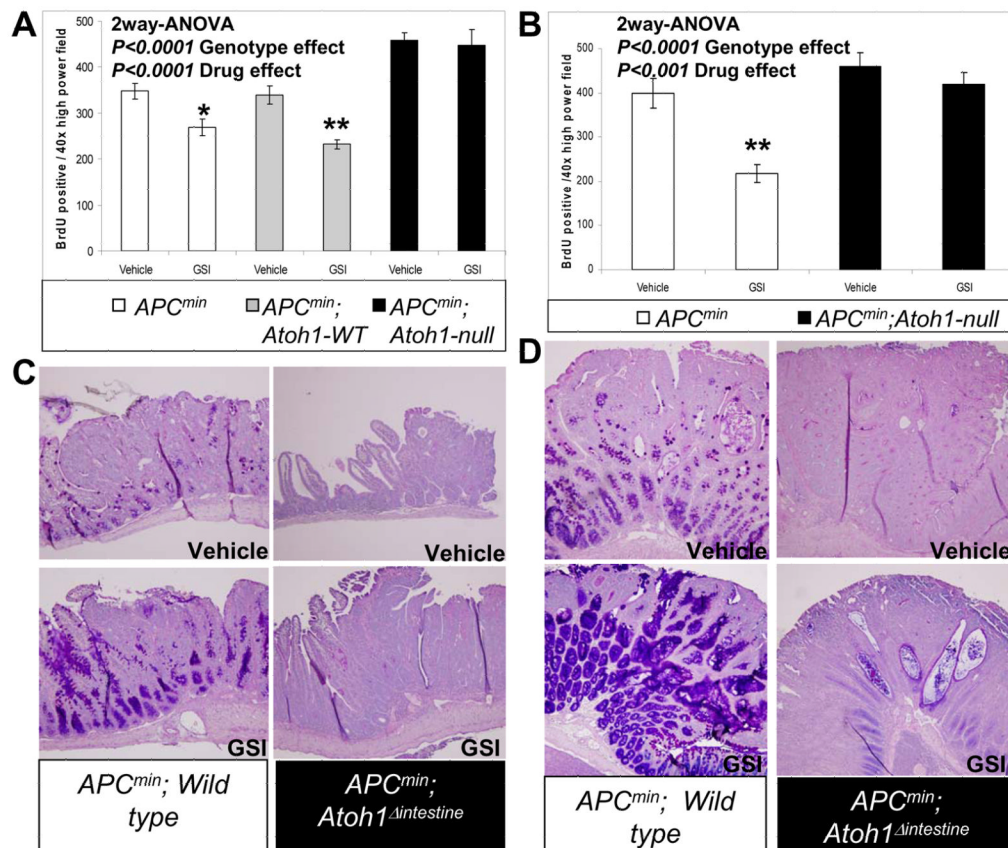 A
2way-ANOVA
P<0.0001 Genotype effect
P<0.0001 Drug effect
BrdU positive / 40x high power field
500
400
300
200
100
0
*
**
Vehicle
GSI
Vehicle
GSI
Vehicle
GSI
APCmin
APCmin;
Atoh1-WT
APCmin;
Atoh1-null
B
2way-ANOVA
P<0.0001 Genotype effect
P<0.001 Drug effect
BrdU positive /40x high power field
500
400
300
200
100
0
**
Vehicle
GSI
Vehicle
GSI
APCmin
APCmin;Atoh1-null
C
Vehicle
Vehicle
GSI
GSI
APCmin; Wild
type
APCmin;
Atoh1Δintestine
D
Vehicle
Vehicle
GSI
GSI
APCmin; Wild
type
APCmin;
Atoh1Δintestine